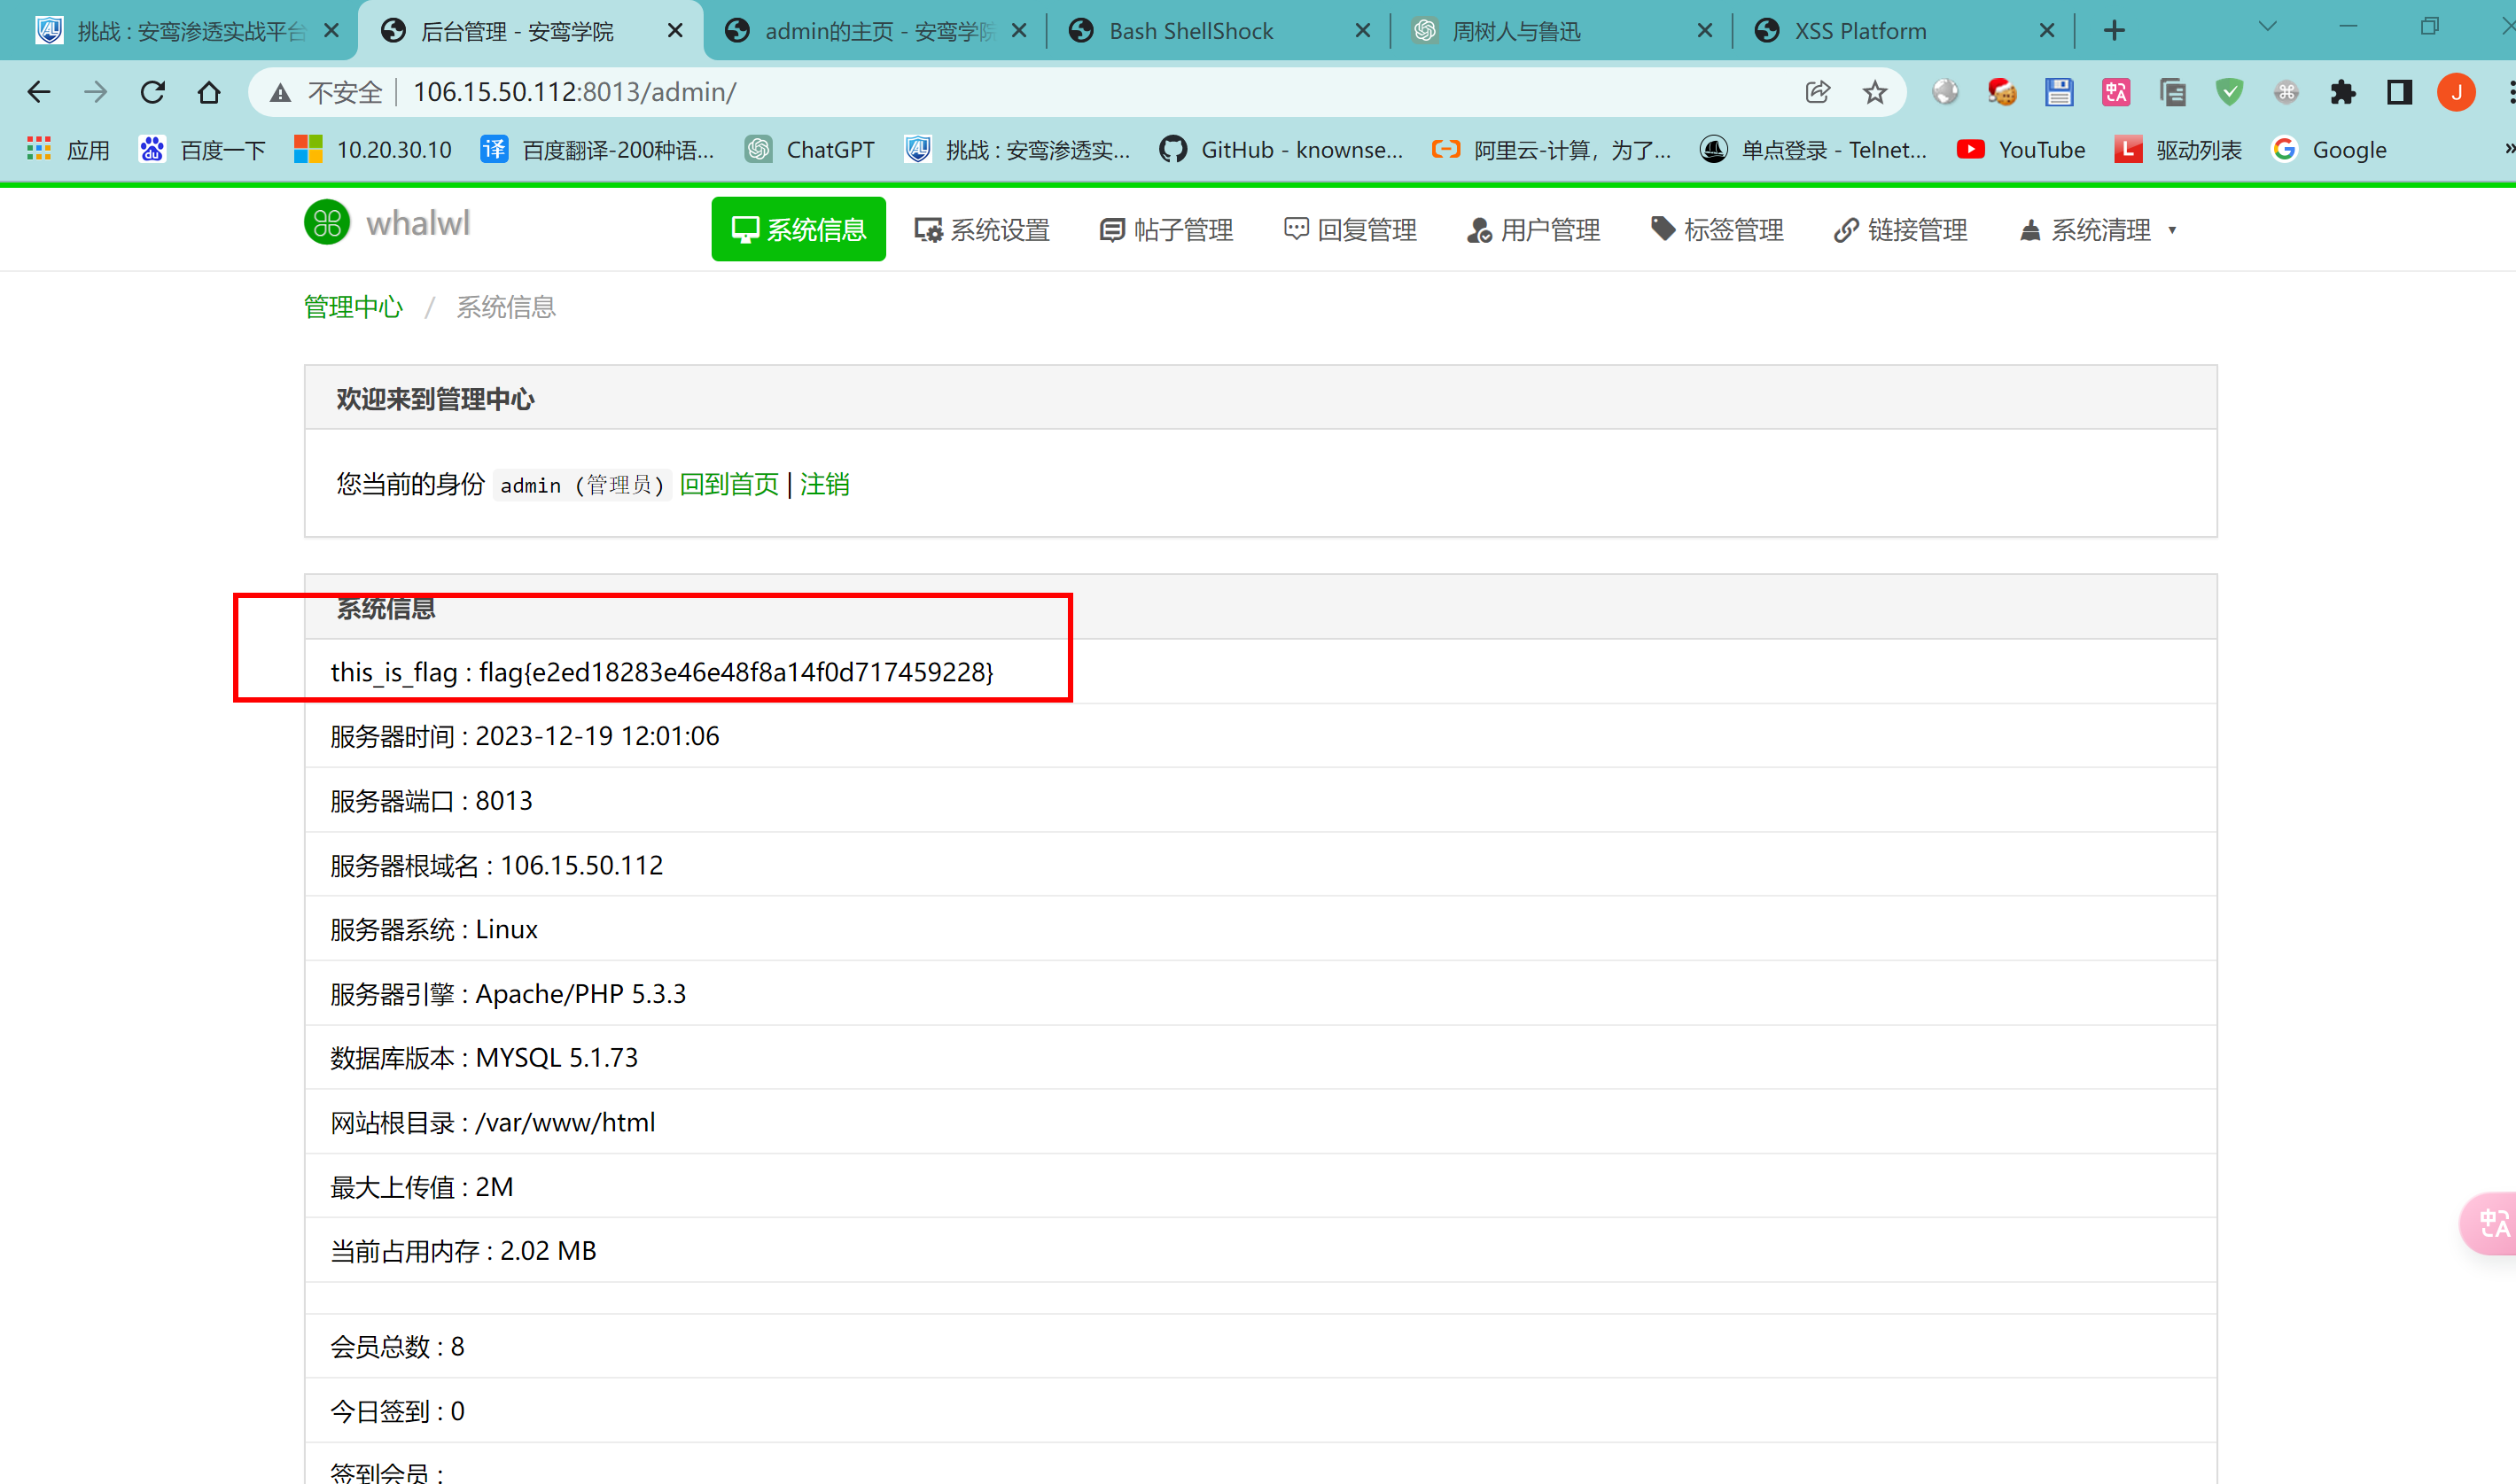 挑战 : 安鸾渗透实战平台
后台管理 - 安鸾学院
admin的主页 - 安鸾学院
Bash ShellShock
周树人与鲁迅
XSS Platform
不安全
106.15.50.112:8013/admin/
J
应用
百度一下
10.20.30.10
译 百度翻译-200种语...
ChatGPT
挑战 : 安鸾渗透实...
GitHub - knownse...
阿里云-计算，为了...
单点登录 - Telnet...
YouTube
L 驱动列表
Google
»
whalwl
系统信息
系统设置
帖子管理
回复管理
用户管理
标签管理
链接管理
系统清理
管理中心 / 系统信息
欢迎来到管理中心
您当前的身份 admin (管理员) 回到首页 | 注销
系统信息
this_is_flag : flag{e2ed18283e46e48f8a14f0d717459228}
服务器时间 : 2023-12-19 12:01:06
服务器端口 : 8013
服务器根域名 : 106.15.50.112
服务器系统 : Linux
服务器引擎 : Apache/PHP 5.3.3
数据库版本 : MYSQL 5.1.73
网站根目录 : /var/www/html
最大上传值 : 2M
当前占用内存 : 2.02 MB
会员总数 : 8
今日签到 : 0
签到会员 :